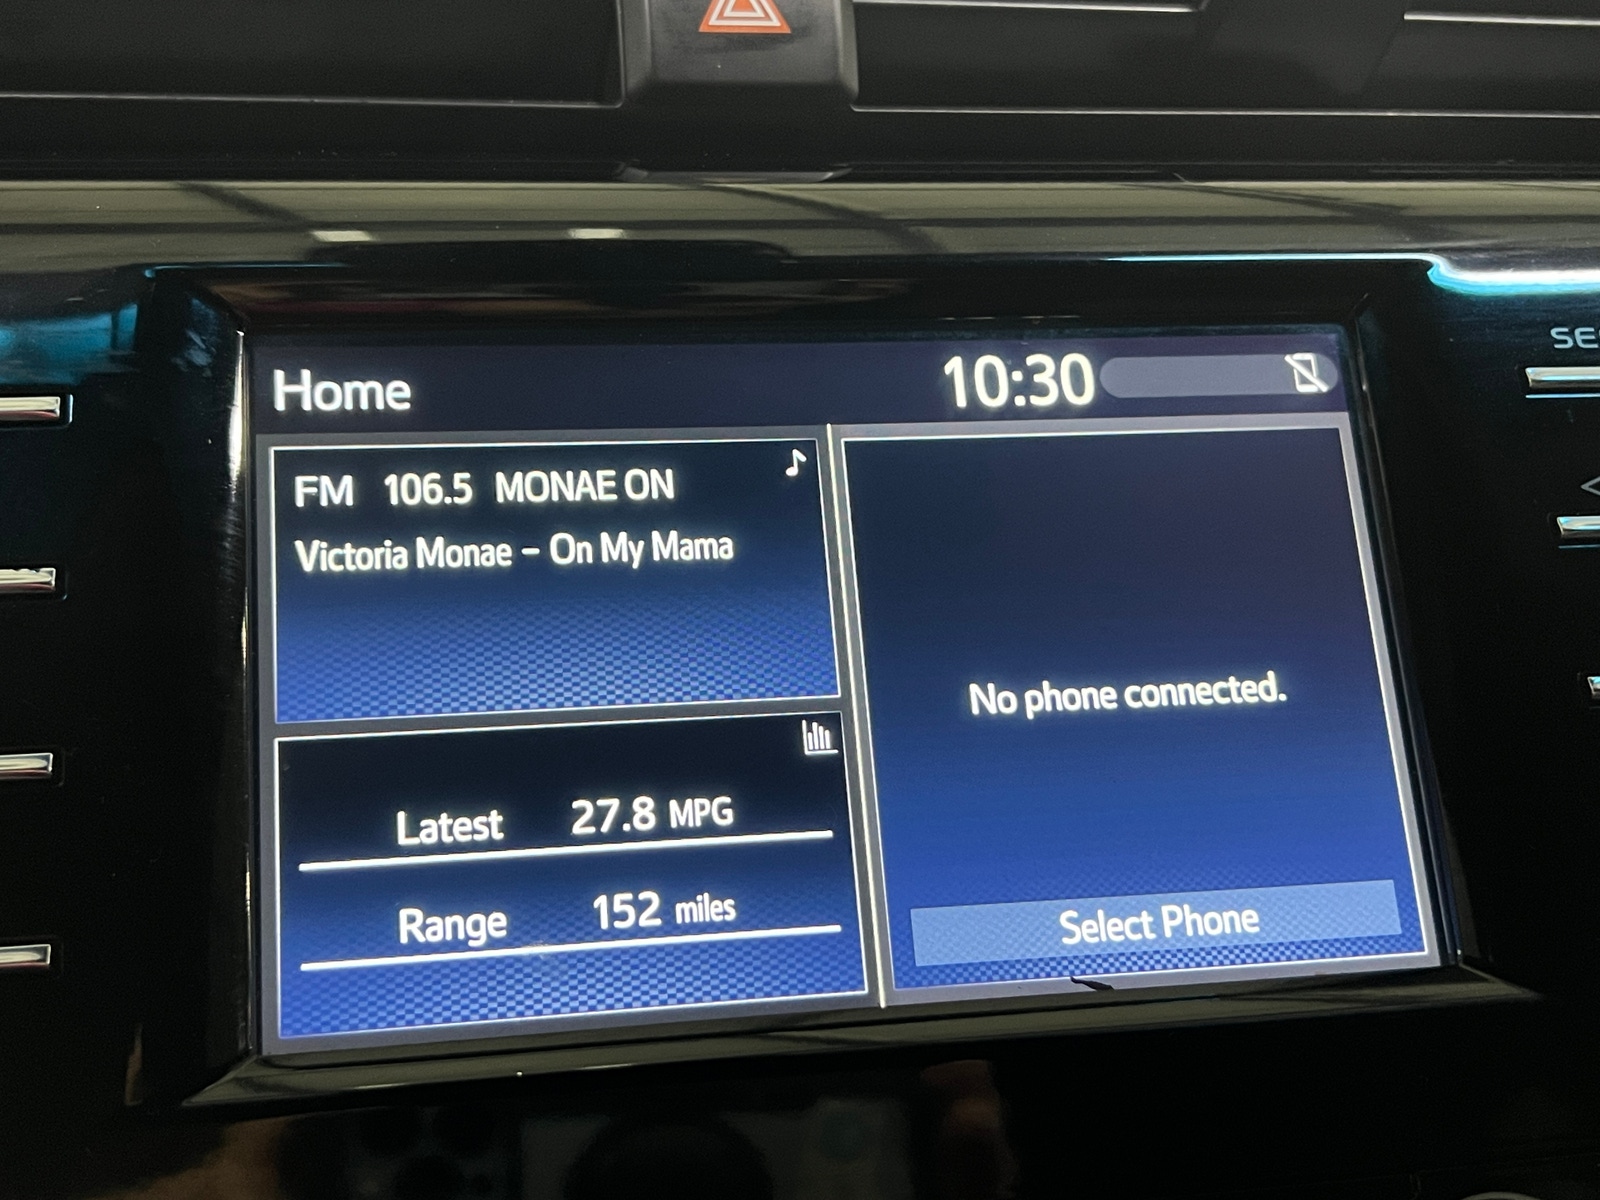 Home
10:30
FM 106.5 MONAE ON
Victoria Monae - On My Mama
Latest 27.8 MPG
Range 152 miles
No phone connected.
Select Phone